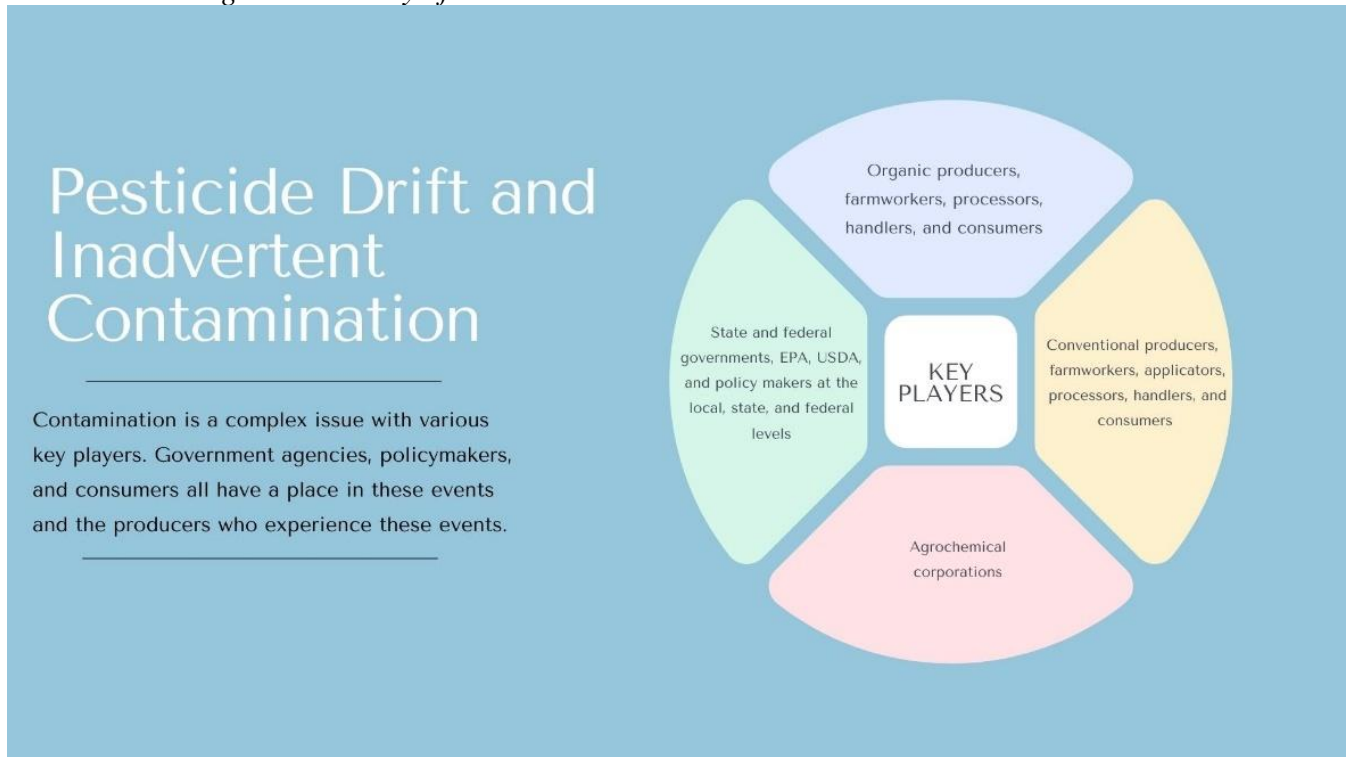 Pesticide Drift and
Inadvertent
Contamination
Contamination is a complex issue with various
key players. Government agencies, policymakers,
and consumers all have a place in these events
and the producers who experience these events.
Organic producers,
farmworkers, processors,
handlers, and consumers
State and federal
governments, EPA, USDA,
and policy makers at the
local, state, and federal
levels
KEY
PLAYERS
Conventional producers,
farmworkers, applicators,
processors, handlers, and
consumers
Agrochemical
corporations